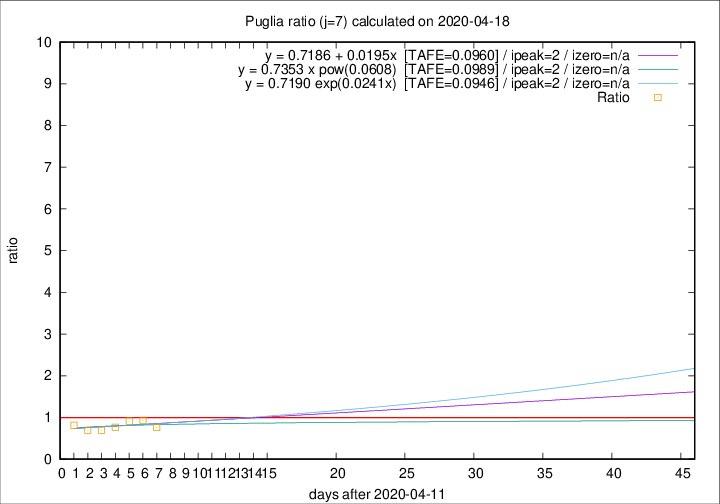 Puglia ratio (j=7) calculated on 2020-04-18
y = 0.7186 + 0.0195x [TAFE=0.0960] / ipeak=2 / izero=n/a
y = 0.7353 x pow(0.0608) [TAFE=0.0989] / ipeak=2 / izero=n/a
y = 0.7190 exp(0.0241x) [TAFE=0.0946] / ipeak=2 / izero=n/a
Ratio
10
9
8
7
6
5
4
3
2
1
0
ratio
0 1 2 3 4 5 6 7 8 9 10 11 12 13 14 15 20 25 30 35 40 45
days after 2020-04-11